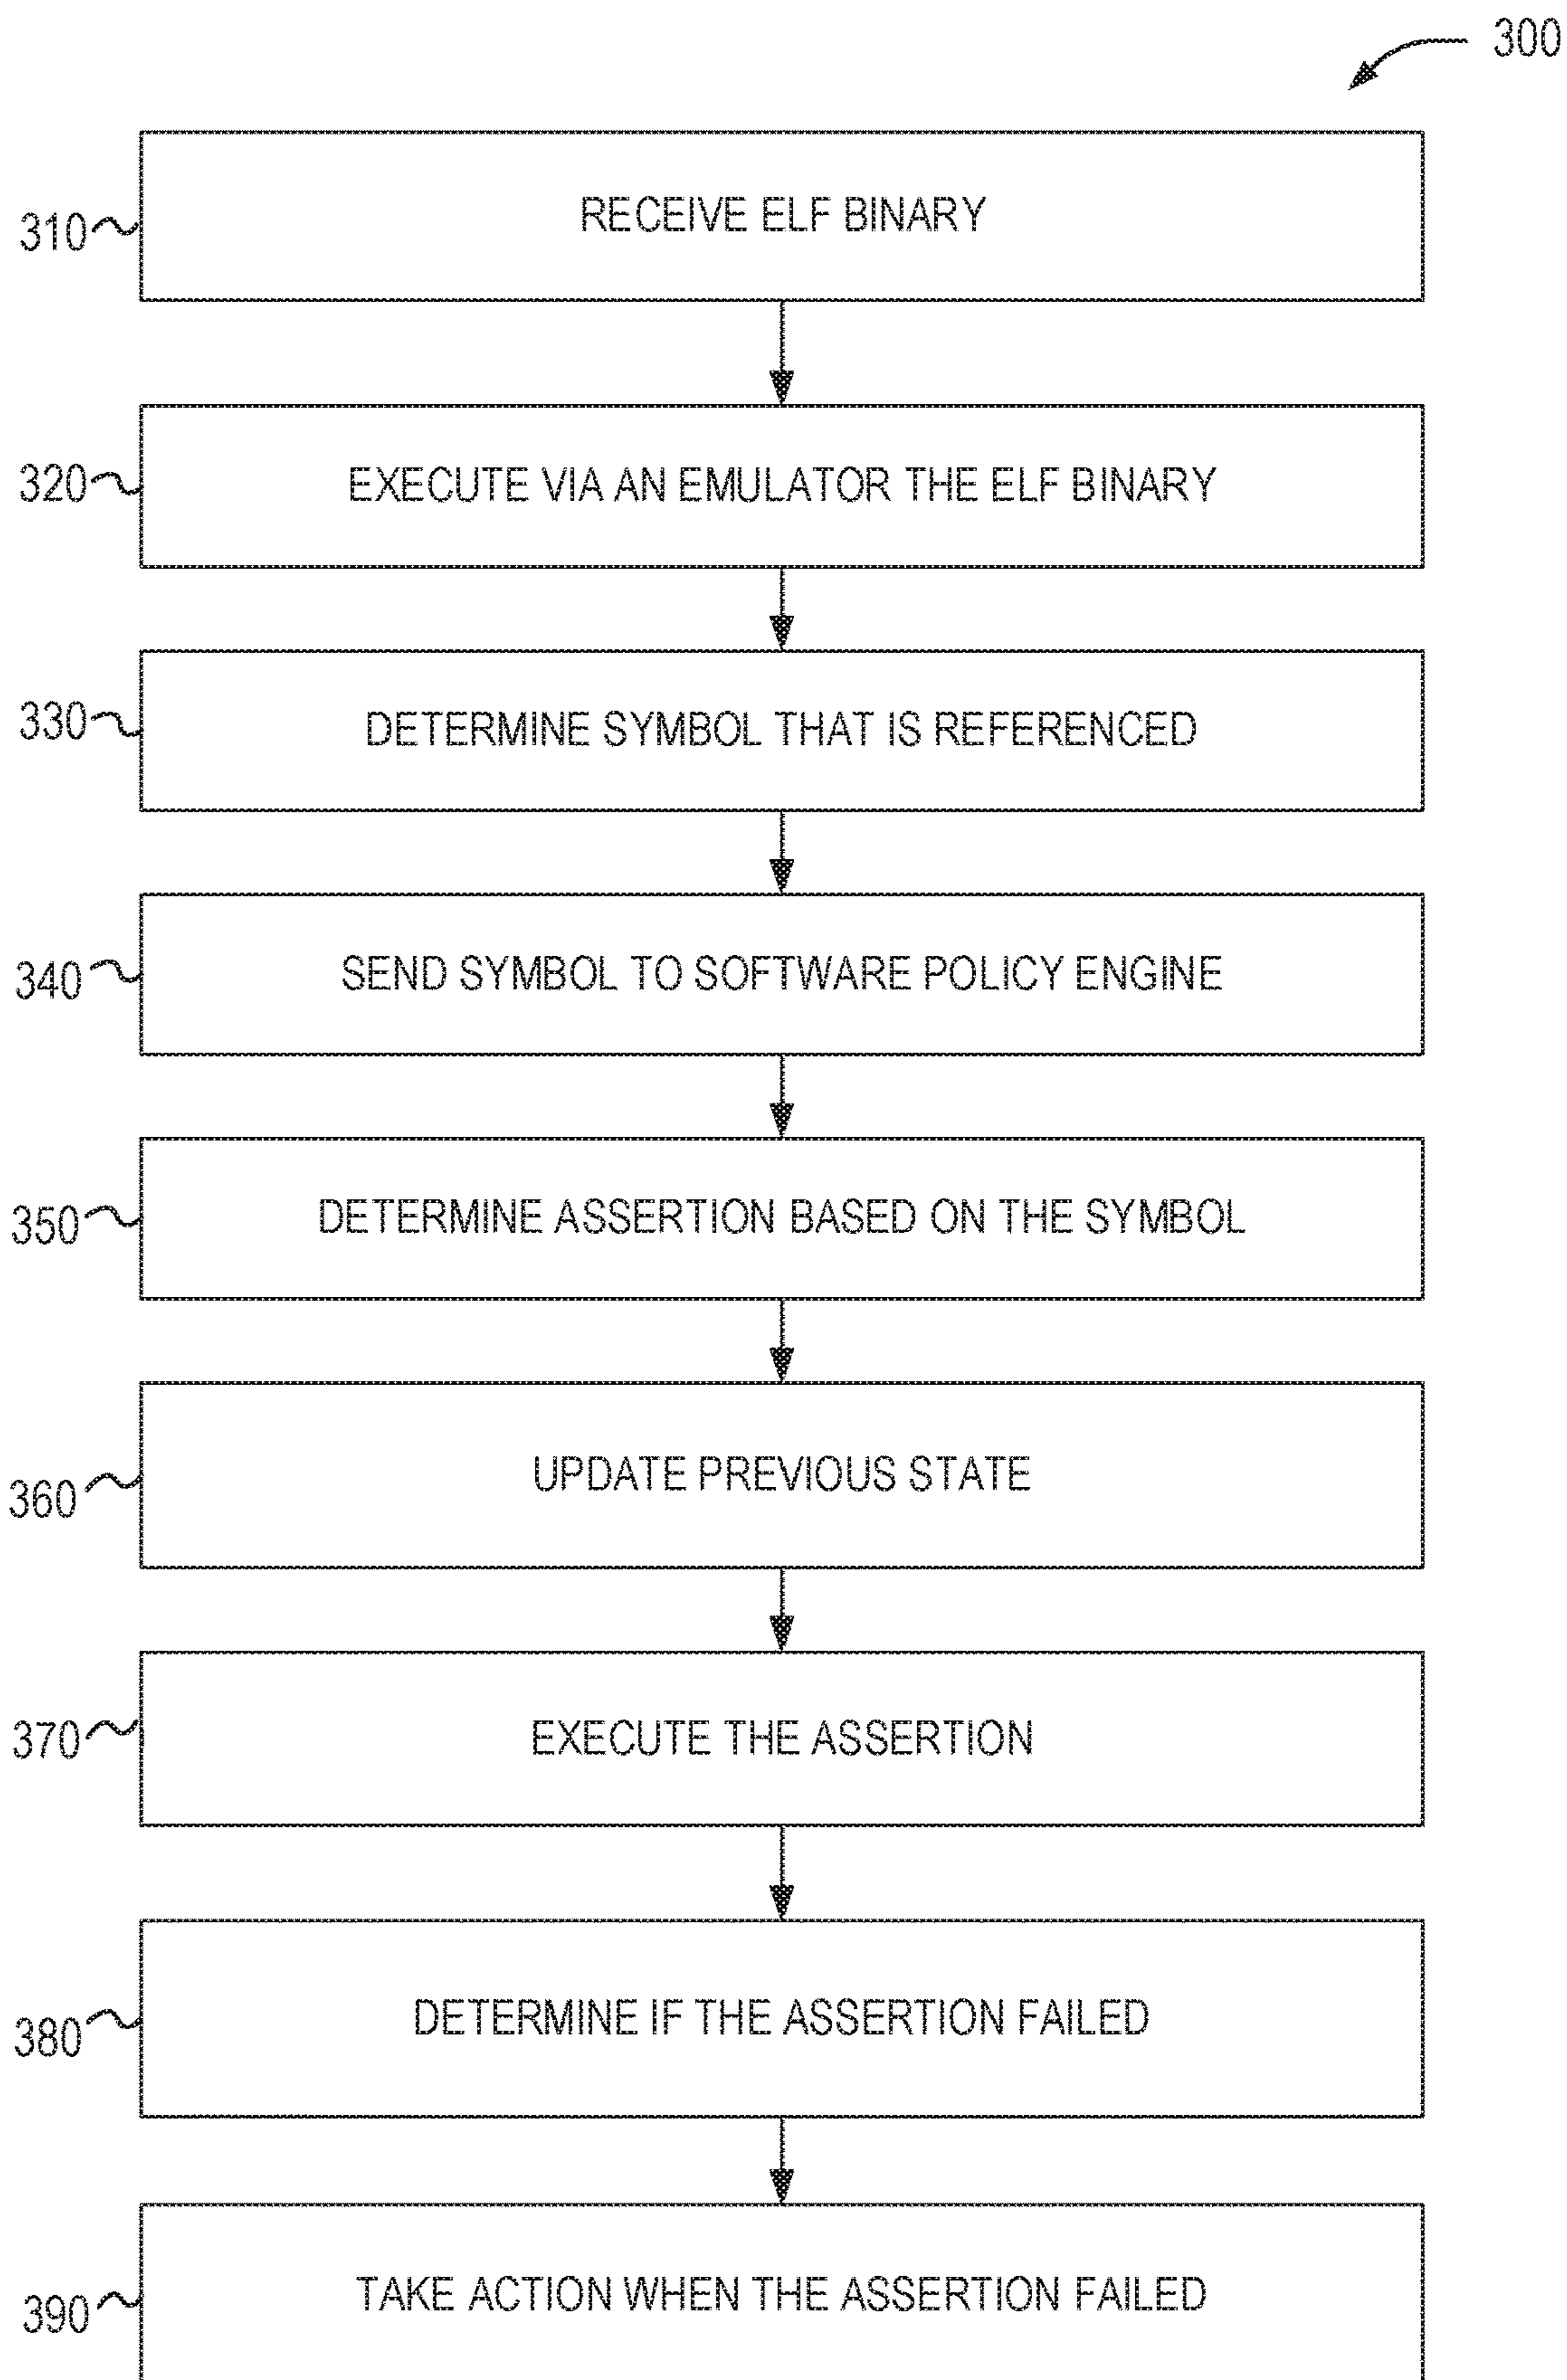 300
310
RECEIVE ELF BINARY
320
EXECUTE VIA AN EMULATOR THE ELF BINARY
330
DETERMINE SYMBOL THAT IS REFERENCED
340
SEND SYMBOL TO SOFTWARE POLICY ENGINE
350
DETERMINE ASSERTION BASED ON THE SYMBOL
360
UPDATE PREVIOUS STATE
370
EXECUTE THE ASSERTION
380
DETERMINE IF THE ASSERTION FAILED
390
TAKE ACTION WHEN THE ASSERTION FAILED